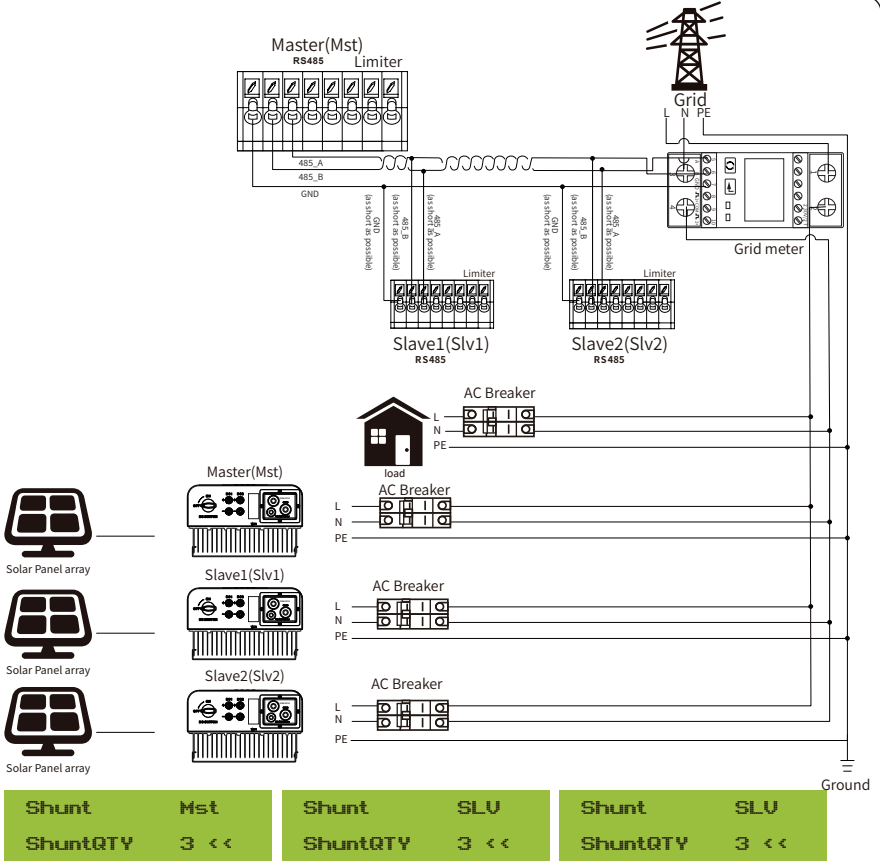 Master(Mst)
RS485
Limiter
Grid
L N PE
485_A
485_B
GND
GND
(as short as possible)
485_B
(as short as possible)
485_A
(as short as possible)
GND
(as short as possible)
485_B
(as short as possible)
485_A
(as short as possible)
Grid meter
Limiter
Limiter
Slave1(Slv1)
RS485
Slave2(Slv2)
RS485
AC Breaker
L
N
PE
load
Master(Mst)
AC Breaker
L
N
PE
Solar Panel array
Slave1(Slv1)
AC Breaker
L
N
PE
Solar Panel array
Slave2(Slv2)
AC Breaker
L
N
PE
Solar Panel array
Ground
Shunt Mst
ShuntQTY 3 <<
Shunt SLV
ShuntQTY 3 <<
Shunt SLV
ShuntQTY 3 <<